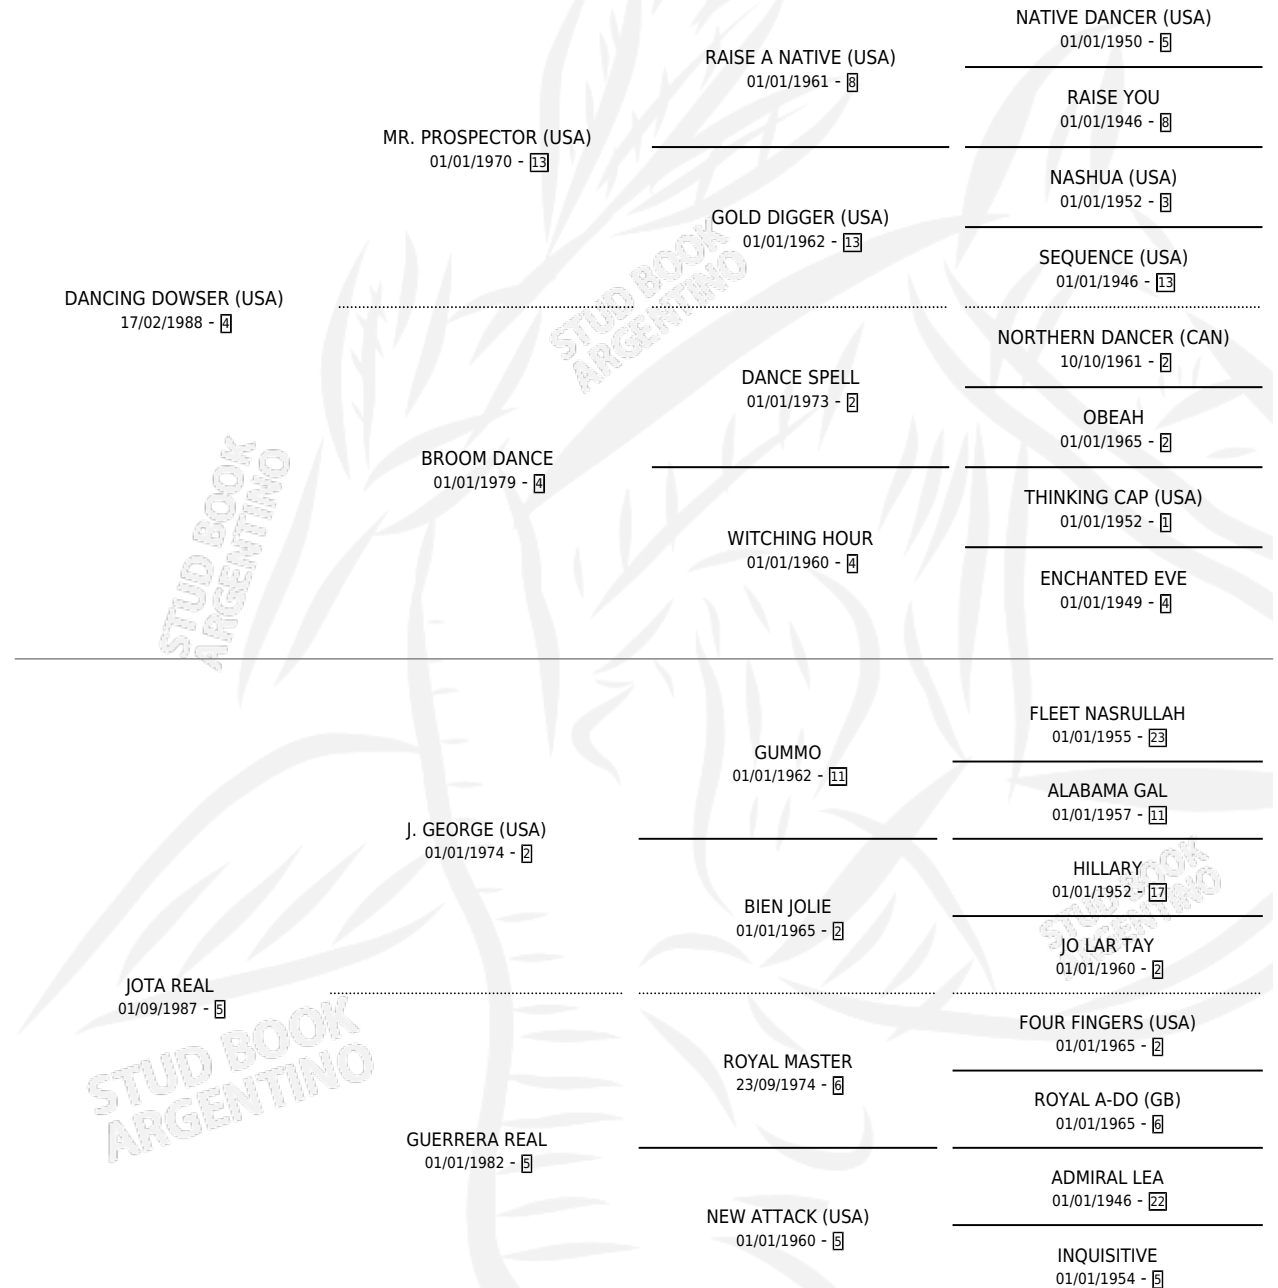 NATIVE DANCER (USA)
01/01/1950 - 5
RAISE A NATIVE (USA)
01/01/1961 - 8
RAISE YOU
01/01/1946 - 8
MR. PROSPECTOR (USA)
01/01/1970 - 13
NASHUA (USA)
01/01/1952 - 3
GOLD DIGGER (USA)
01/01/1962 - 13
SEQUENCE (USA)
01/01/1946 - 13
DANCING DOWSER (USA)
17/02/1988 - 4
STUD BOOK
ARGENTINO
NORTHERN DANCER (CAN)
10/10/1961 - 2
DANCE SPELL
01/01/1973 - 2
OBEAH
01/01/1965 - 2
BROOM DANCE
01/01/1979 - 4
THINKING CAP (USA)
01/01/1952 - 1
WITCHING HOUR
01/01/1960 - 4
ENCHANTED EVE
01/01/1949 - 4
STUD BOOK
ARGENTINO
FLEET NASRULLAH
01/01/1955 - 23
GUMMO
01/01/1962 - 11
ALABAMA GAL
01/01/1957 - 11
J. GEORGE (USA)
01/01/1974 - 2
HILLARY
01/01/1952 - 17
BIEN JOLIE
01/01/1965 - 2
JO LAR TAY
01/01/1960 - 2
STUD BOOK
ARGENTINO
JOTA REAL
01/09/1987 - 5
FOUR FINGERS (USA)
01/01/1965 - 2
ROYAL MASTER
23/09/1974 - 6
ROYAL A-DO (GB)
01/01/1965 - 6
STUD BOOK
ARGENTINO
GUERRERA REAL
01/01/1982 - 5
ADMIRAL LEA
01/01/1946 - 22
NEW ATTACK (USA)
01/01/1960 - 5
INQUISITIVE
01/01/1954 - 5